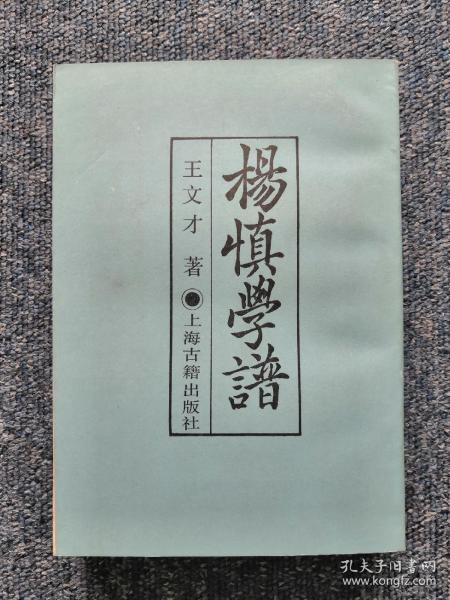 楊慎學譜
王文才 著
上海古籍出版社
孔夫子旧书网
www.kongfz.com